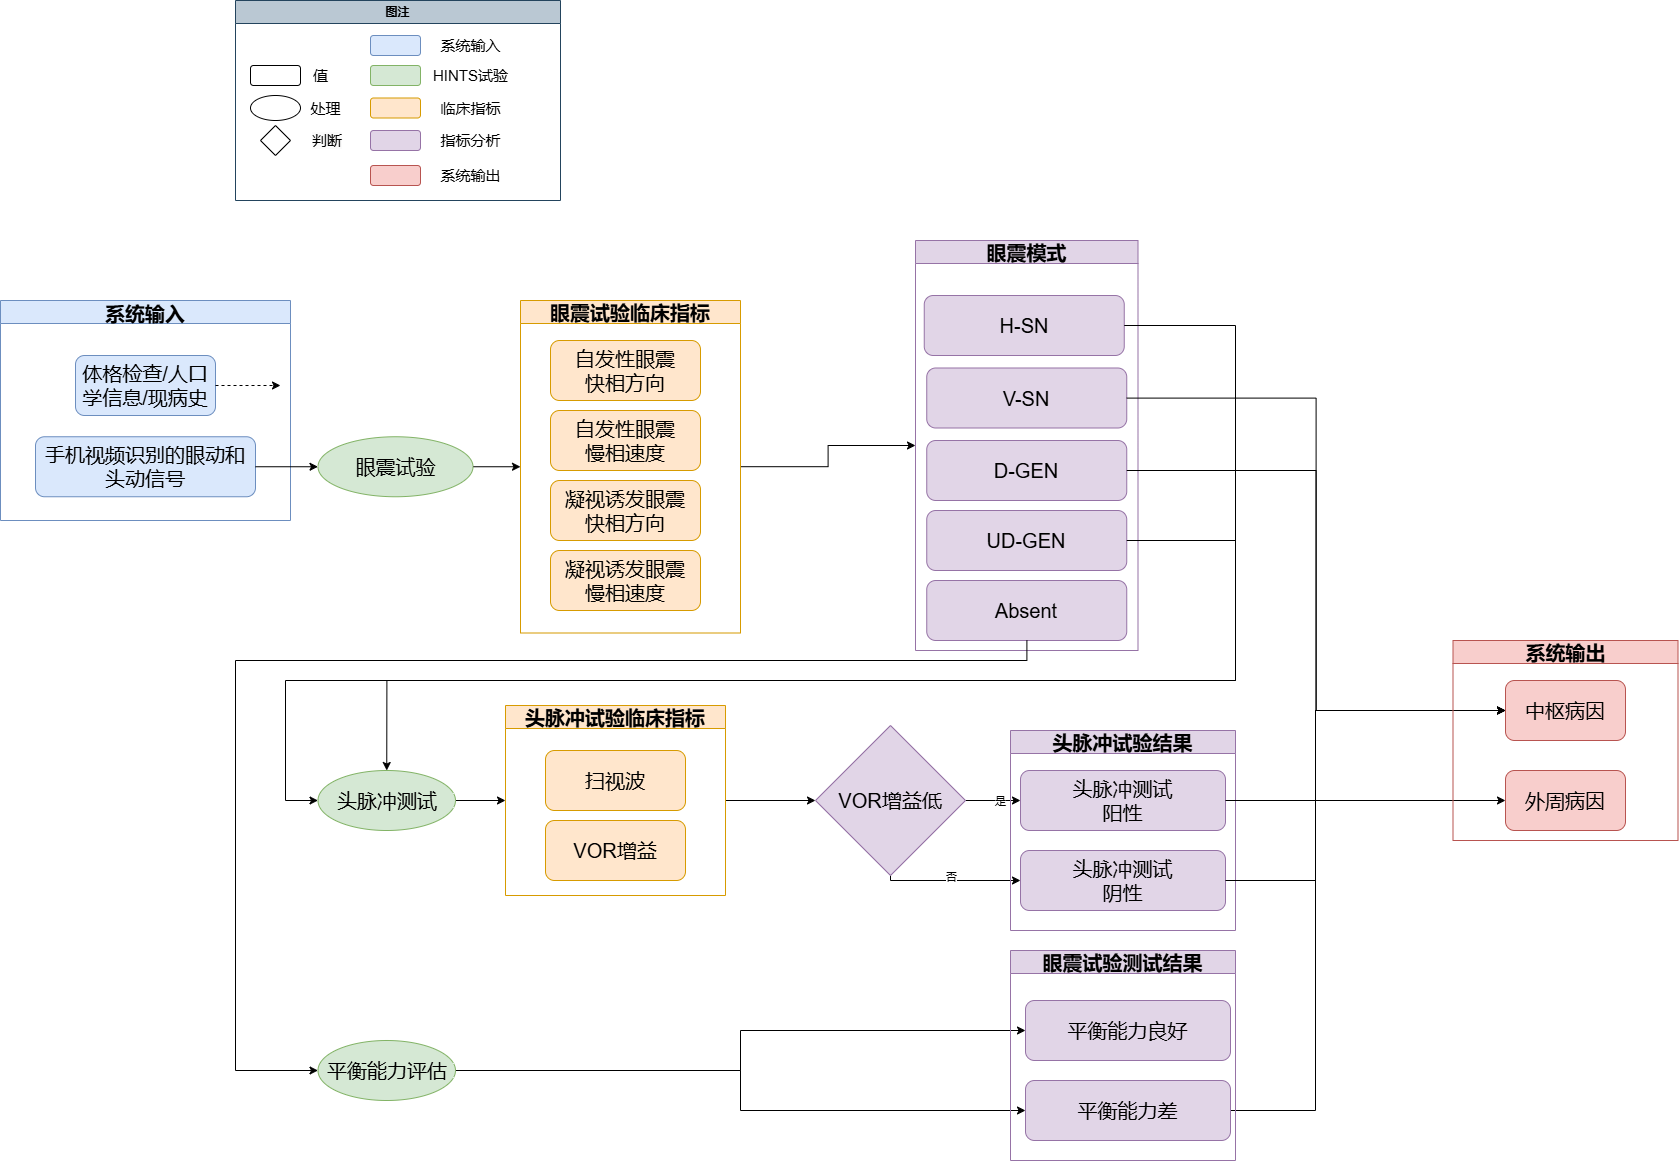 图注
系统输入
值
HINTS试验
处理
临床指标
判断
指标分析
系统输出
系统输入
体格检查/人口
学信息/现病史
手机视频识别的眼动和
头动信号
眼震试验
眼震试验临床指标
自发性眼震
快相方向
自发性眼震
慢相速度
凝视诱发眼震
快相方向
凝视诱发眼震
慢相速度
眼震模式
H-SN
V-SN
D-GEN
UD-GEN
Absent
头脉冲测试
头脉冲试验临床指标
扫视波
VOR增益
VOR增益低
是
否
头脉冲试验结果
头脉冲测试
阳性
头脉冲测试
阴性
系统输出
中枢病因
外周病因
平衡能力评估
眼震试验测试结果
平衡能力良好
平衡能力差